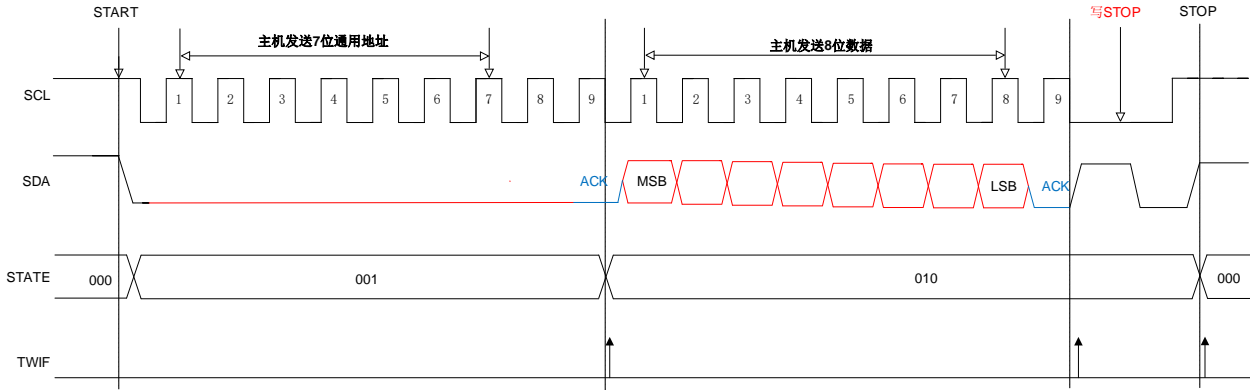 START
写STOP
STOP
主机发送7位通用地址
主机发送8位数据
SCL
1 2 3 4 5 6 7 8 9 1 2 3 4 5 6 7 8 9
SDA
ACK MSB LSB ACK
STATE
000 001 010 000
TWIF